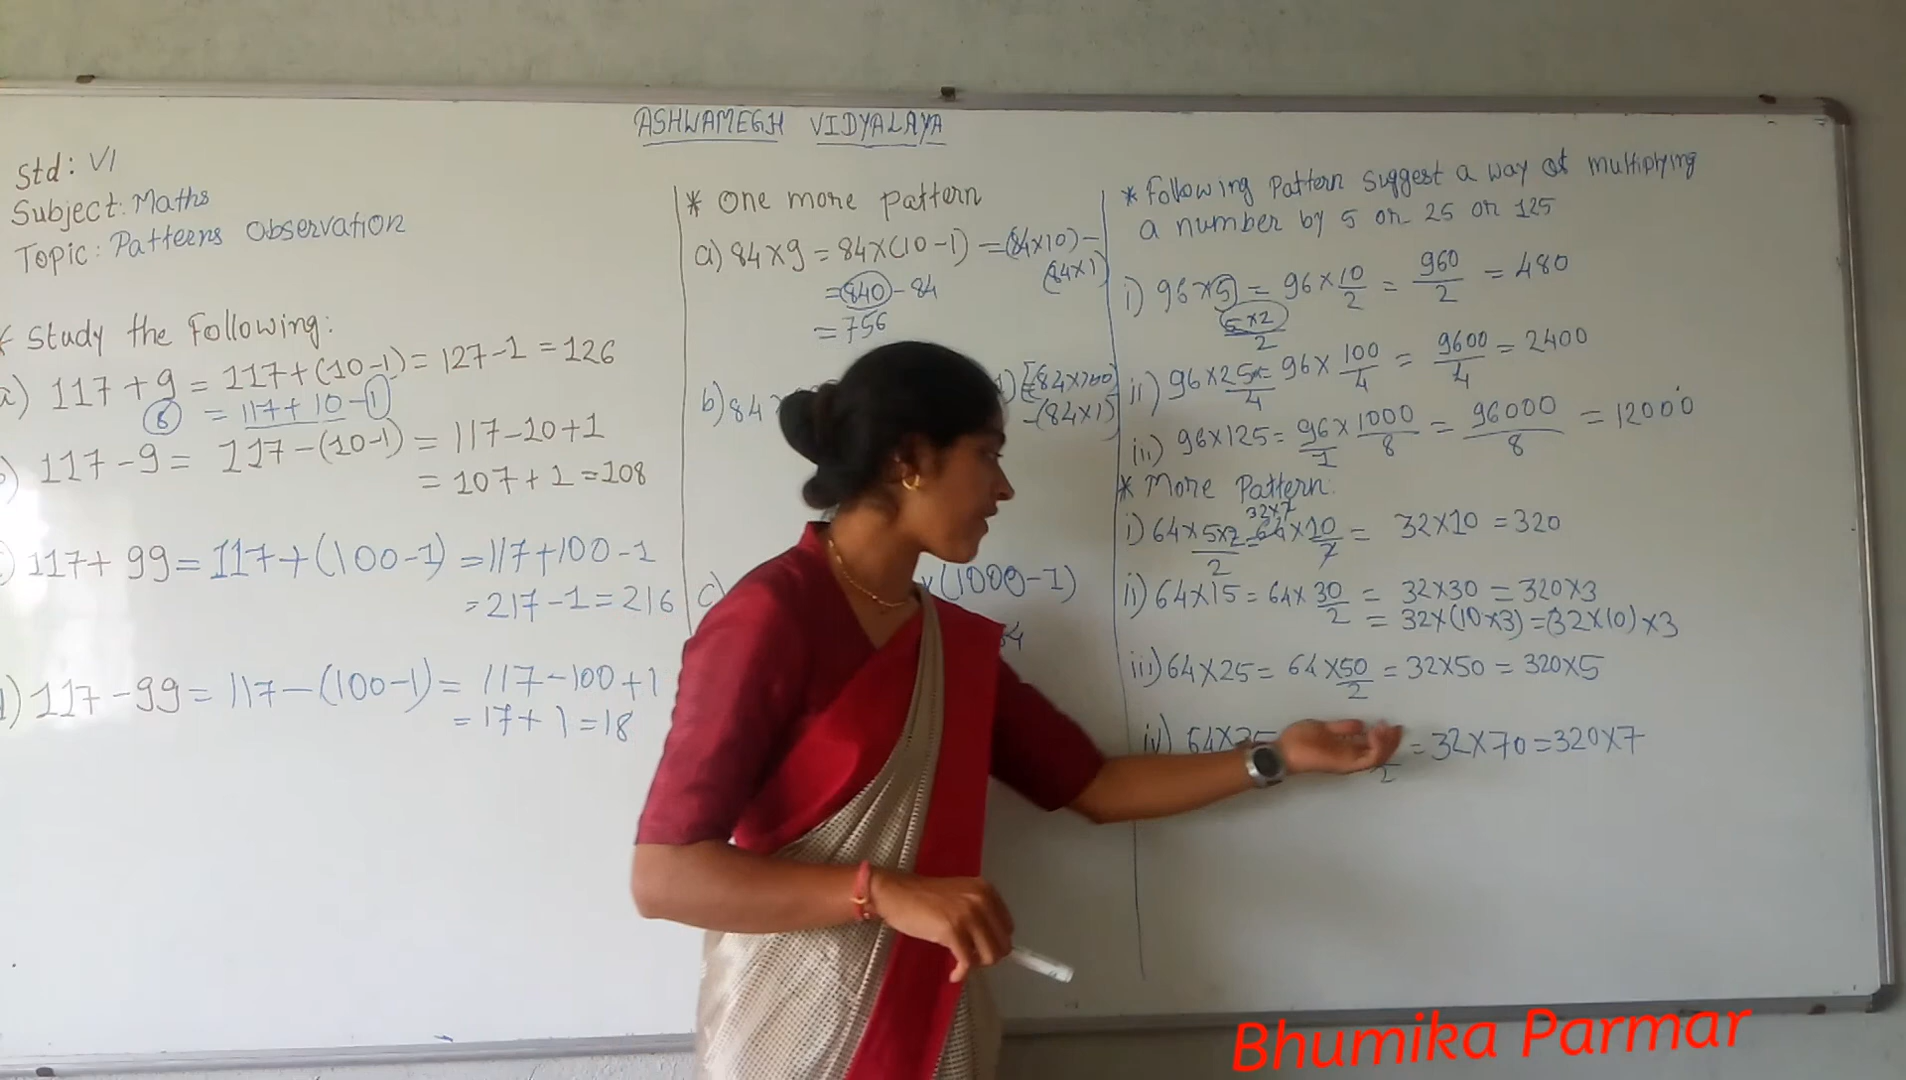 ASHWAMEGH VIDYALAYA
Std: VI
Subject: Maths
Topic: Patterns observation
* Study the Following:
a) 117 + 9 = 117+(10-1) = 127-1 = 126
8 = 117+10-1
b) 117 - 9 = 117-(10-1) = 117-10+1
= 107+1 = 108
c) 117+ 99 = 117+(100-1) = 117+100-1
= 217-1 = 216
d) 117-99 = 117-(100-1) = 117-100+1
= 17+1 = 18
* One more pattern
a) 84×9 = 84×(10-1) = (84×10)-
(84×1)
= 840 - 84
= 756
b) 84
1) [=(84×100)
-(84×1)
c)
×(1000-1)
* Following Pattern suggest a way of multiplying
a number by 5 or 25 or 125
i) 96×5 = 96×10/2 = 960/2 = 480
5×2/2
ii) 96×25/4 = 96×100/4 = 9600/4 = 2400
iii) 96×125 = 96/1×1000/8 = 96000/8 = 12000
* More Pattern:
32×7
i) 64×5×2/2 = 64×10/7 = 32×10 = 320
ii) 64×15 = 64×30/2 = 32×30 = 320×3
= 32×(10×3) = (32×10)×3
iii) 64×25 = 64×50/2 = 32×50 = 320×5
iv) 64×35 /2 = 32×70 = 320×7
Bhumika Parmar